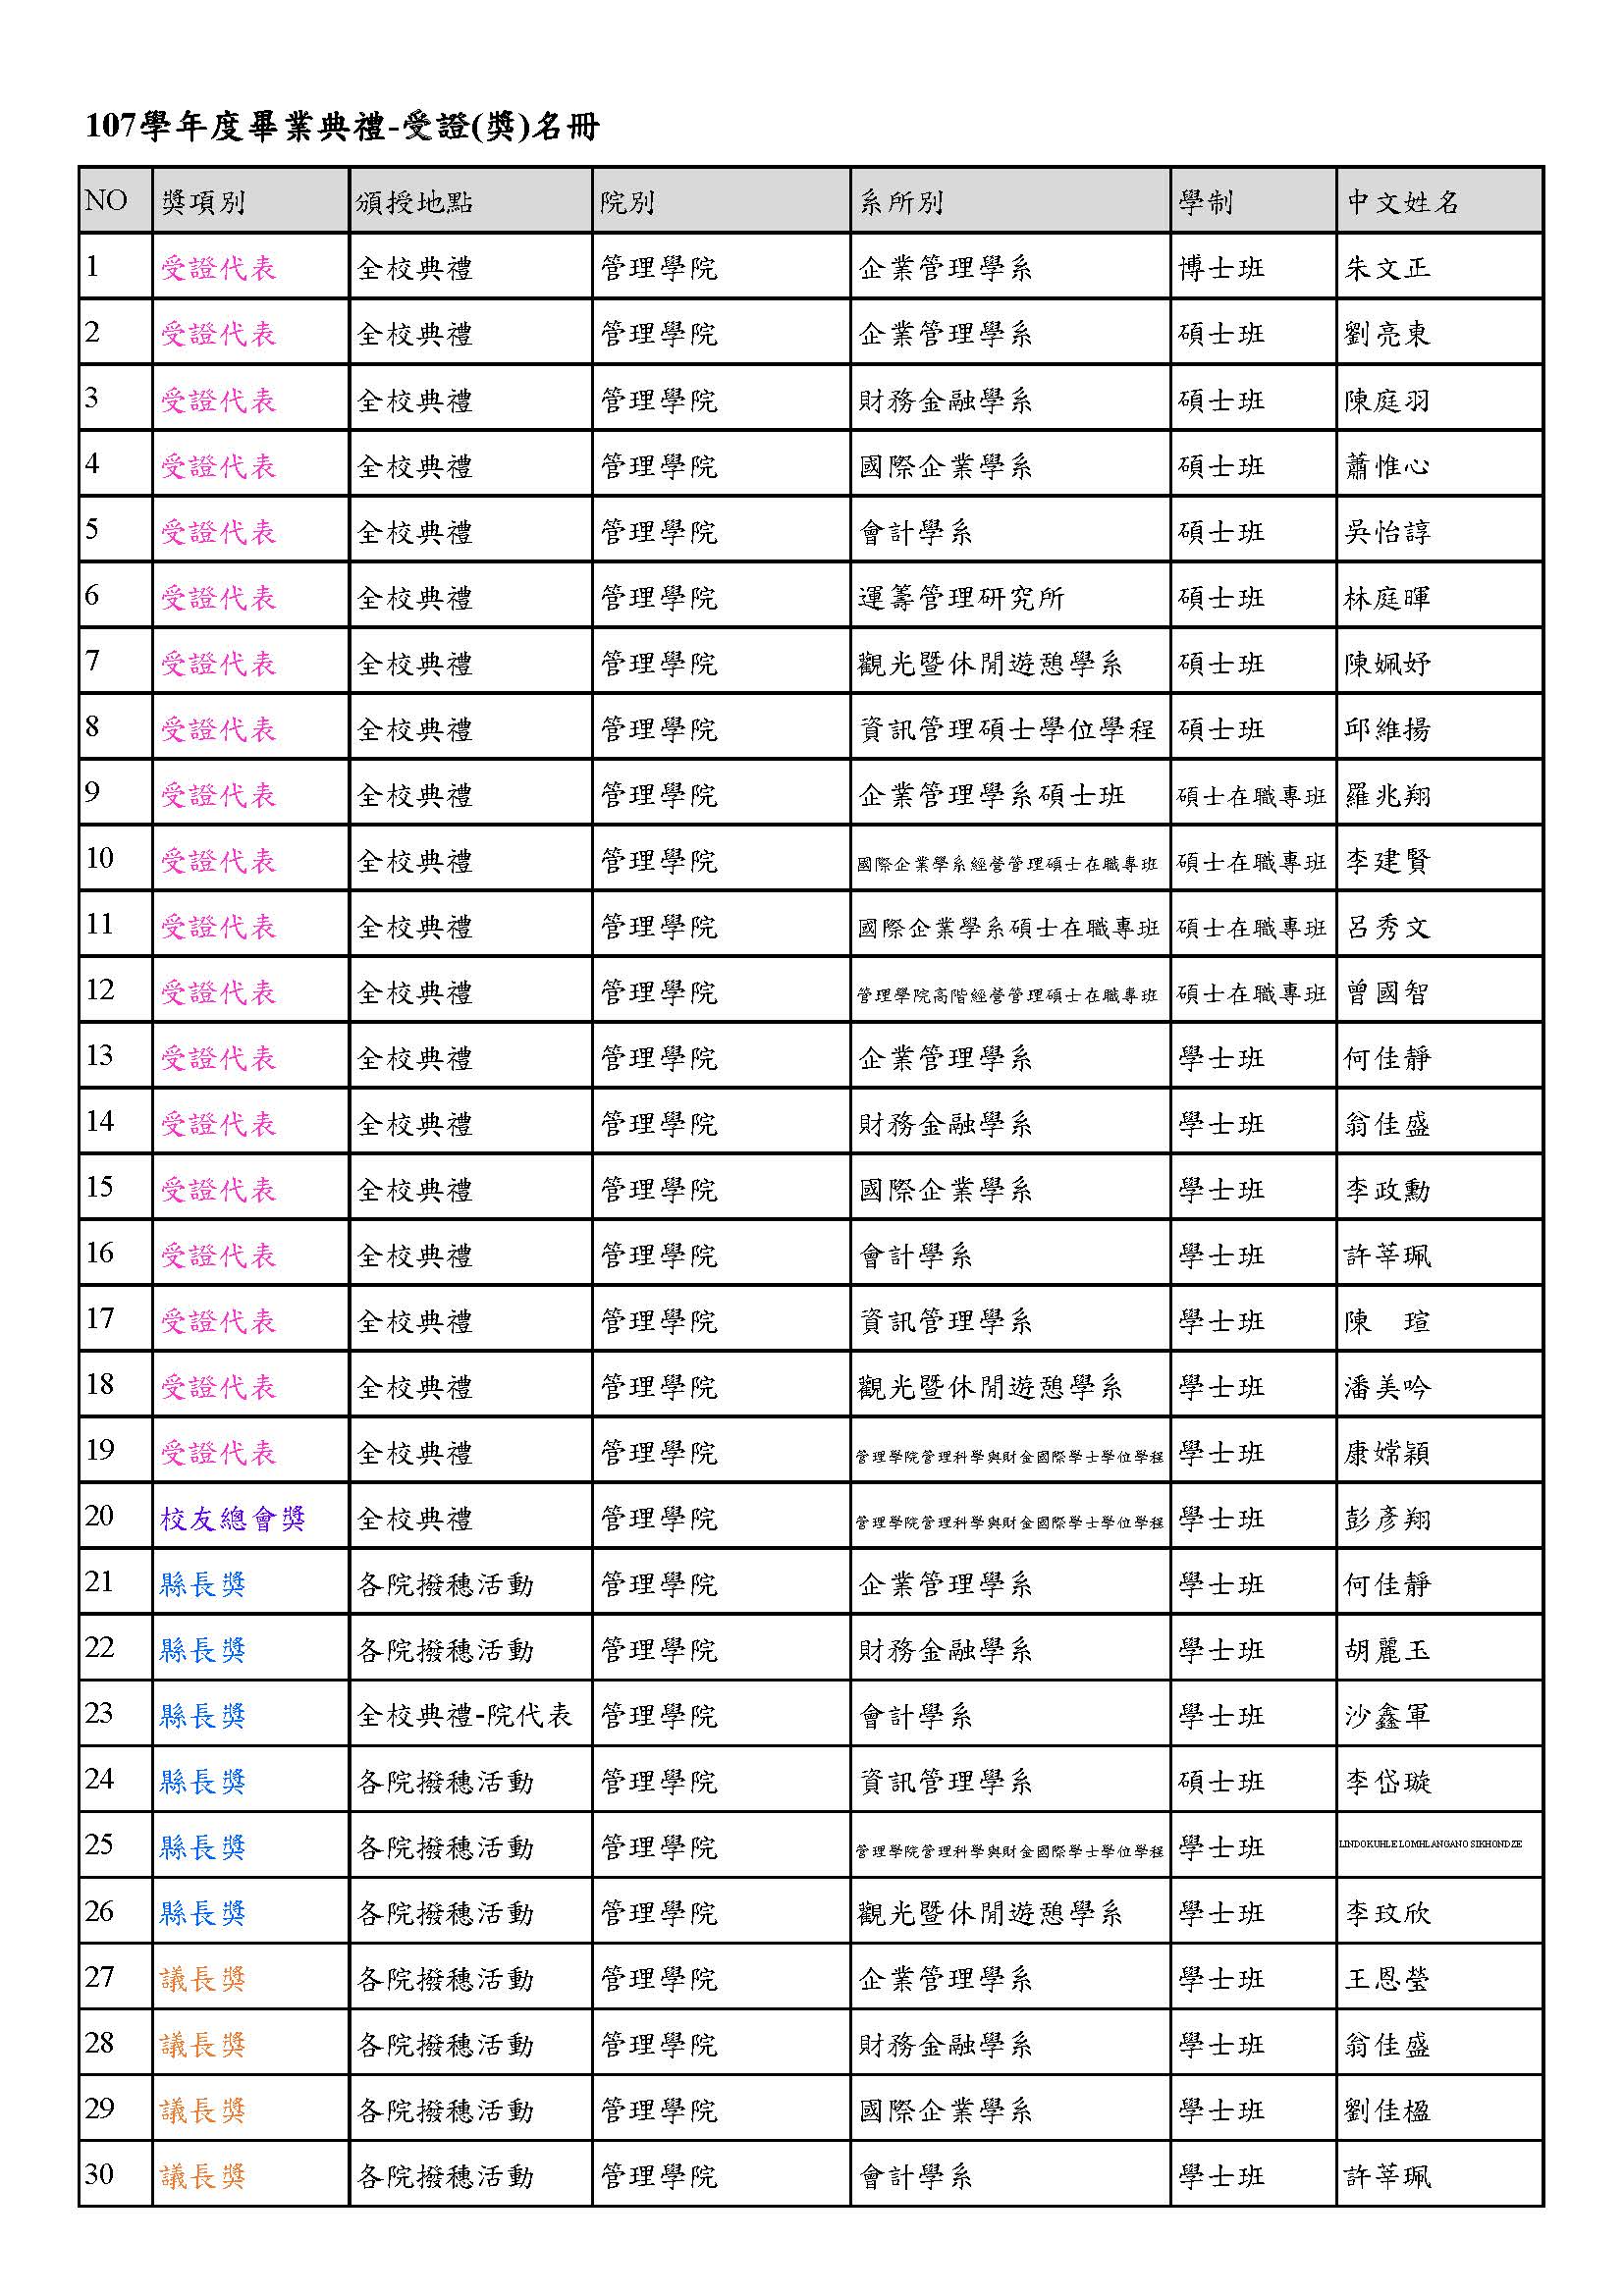 107學年度畢業典禮-受證(獎)名冊
NO 獎項別 頒授地點 院別 系所別 學制 中文姓名
1 受證代表 全校典禮 管理學院 企業管理學系 博士班 朱文正
2 受證代表 全校典禮 管理學院 企業管理學系 碩士班 劉亮東
3 受證代表 全校典禮 管理學院 財務金融學系 碩士班 陳庭羽
4 受證代表 全校典禮 管理學院 國際企業學系 碩士班 蕭惟心
5 受證代表 全校典禮 管理學院 會計學系 碩士班 吳怡諄
6 受證代表 全校典禮 管理學院 運籌管理研究所 碩士班 林庭暉
7 受證代表 全校典禮 管理學院 觀光暨休閒遊憩學系 碩士班 陳姵妤
8 受證代表 全校典禮 管理學院 資訊管理碩士學位學程 碩士班 邱維揚
9 受證代表 全校典禮 管理學院 企業管理學系碩士班 碩士在職專班 羅兆翔
10 受證代表 全校典禮 管理學院 國際企業學系經營管理碩士在職專班 碩士在職專班 李建賢
11 受證代表 全校典禮 管理學院 國際企業學系碩士在職專班 碩士在職專班 呂秀文
12 受證代表 全校典禮 管理學院 管理學院高階經營管理碩士在職專班 碩士在職專班 曾國智
13 受證代表 全校典禮 管理學院 企業管理學系 學士班 何佳靜
14 受證代表 全校典禮 管理學院 財務金融學系 學士班 翁佳盛
15 受證代表 全校典禮 管理學院 國際企業學系 學士班 李政勳
16 受證代表 全校典禮 管理學院 會計學系 學士班 許莘珮
17 受證代表 全校典禮 管理學院 資訊管理學系 學士班 陳　瑄
18 受證代表 全校典禮 管理學院 觀光暨休閒遊憩學系 學士班 潘美吟
19 受證代表 全校典禮 管理學院 管理學院管理科學與財金國際學士學位學程 學士班 康嫦穎
20 校友總會獎 全校典禮 管理學院 管理學院管理科學與財金國際學士學位學程 學士班 彭彥翔
21 縣長獎 各院撥穗活動 管理學院 企業管理學系 學士班 何佳靜
22 縣長獎 各院撥穗活動 管理學院 財務金融學系 學士班 胡麗玉
23 縣長獎 全校典禮-院代表 管理學院 會計學系 學士班 沙鑫軍
24 縣長獎 各院撥穗活動 管理學院 資訊管理學系 碩士班 李岱璇
25 縣長獎 各院撥穗活動 管理學院 管理學院管理科學與財金國際學士學位學程 學士班 LINDOKUHLE LOMHLANGANO SIKHONDZE
26 縣長獎 各院撥穗活動 管理學院 觀光暨休閒遊憩學系 學士班 李玟欣
27 議長獎 各院撥穗活動 管理學院 企業管理學系 學士班 王恩瑩
28 議長獎 各院撥穗活動 管理學院 財務金融學系 學士班 翁佳盛
29 議長獎 各院撥穗活動 管理學院 國際企業學系 學士班 劉佳楹
30 議長獎 各院撥穗活動 管理學院 會計學系 學士班 許莘珮